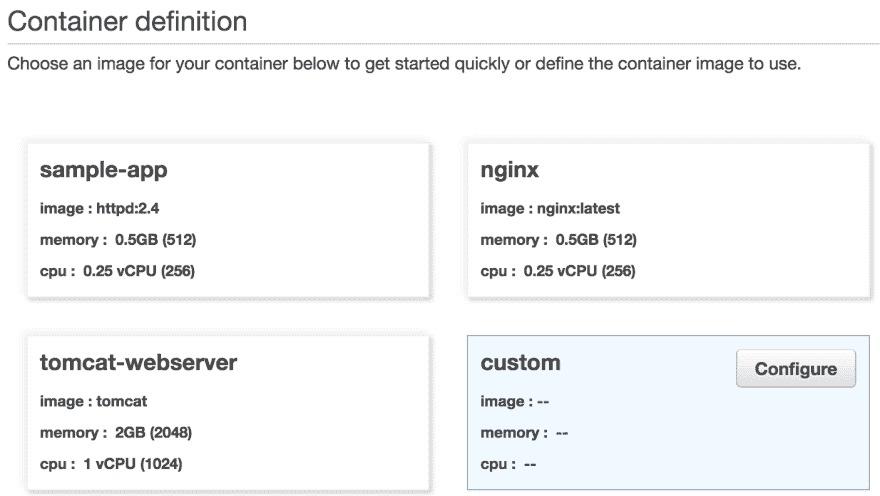 Container definition
Choose an image for your container below to get started quickly or define the container image to use.
sample-app
image : httpd:2.4
memory : 0.5GB (512)
cpu : 0.25 vCPU (256)
nginx
image : nginx:latest
memory : 0.5GB (512)
cpu : 0.25 vCPU (256)
tomcat-webserver
image : tomcat
memory : 2GB (2048)
cpu : 1 vCPU (1024)
custom
Configure
image : --
memory : --
cpu : --